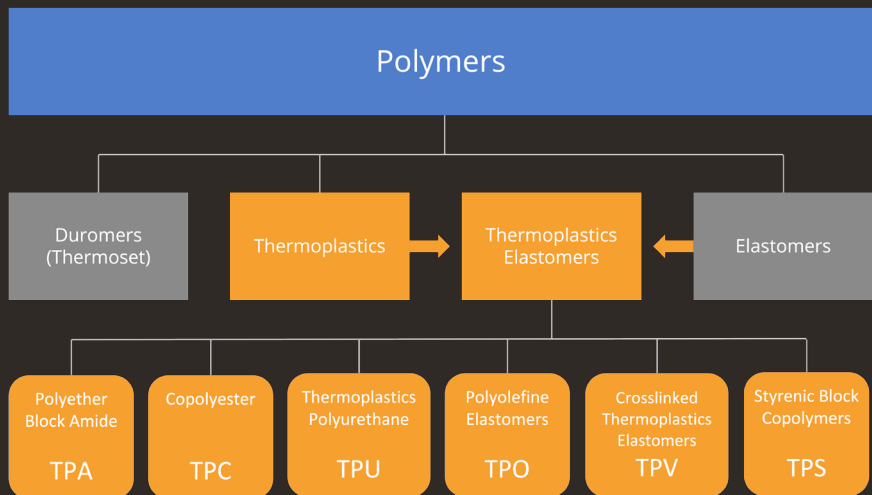 Polymers
Duromers
(Thermoset)
Thermoplastics
Thermoplastics
Elastomers
Elastomers
Polyether
Block Amide
TPA
Copolyester
TPC
Thermoplastics
Polyurethane
TPU
Polyolefine
Elastomers
TPO
Crosslinked
Thermoplastics
Elastomers
TPV
Styrenic Block
Copolymers
TPS